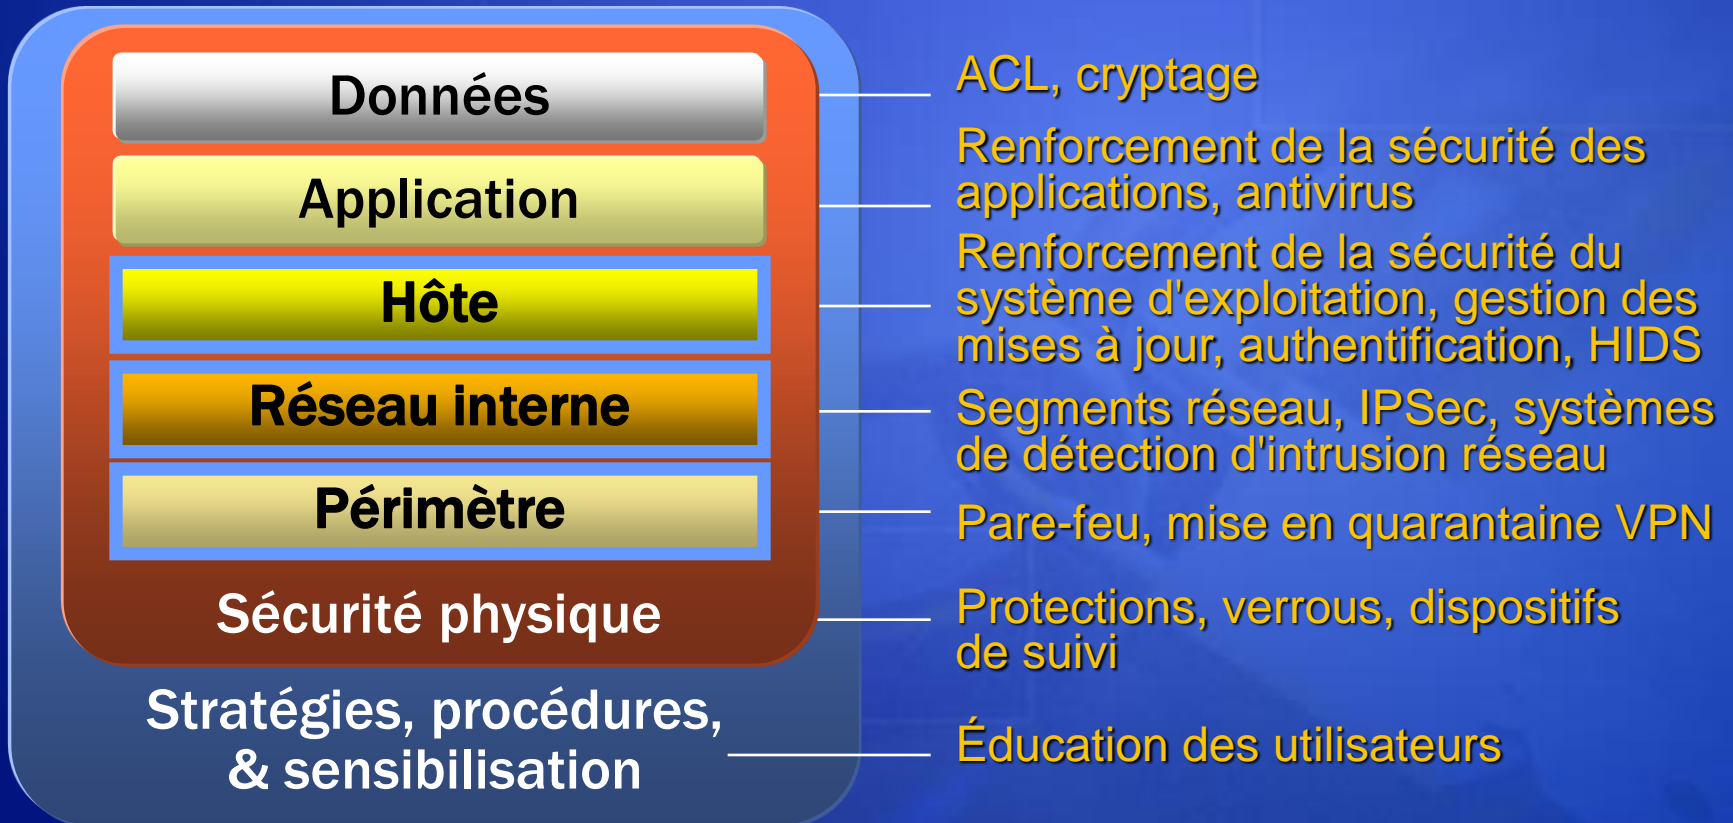 Données
ACL, cryptage
Application
Renforcement de la sécurité des
applications, antivirus
Hôte
Renforcement de la sécurité du
système d'exploitation, gestion des
mises à jour, authentification, HIDS
Réseau interne
Segments réseau, IPSec, systèmes
de détection d'intrusion réseau
Périmètre
Pare-feu, mise en quarantaine VPN
Sécurité physique
Protections, verrous, dispositifs
de suivi
Stratégies, procédures,
& sensibilisation
Éducation des utilisateurs